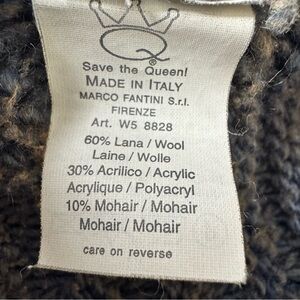 Q®
Save the Queen!
MADE IN ITALY
MARCO FANTINI S.r.l.
FIRENZE
Art. W5 8828
60% Lana / Wool
Laine / Wolle
30% Acrilico / Acrylic
Acrylique / Polyacryl
10% Mohair / Mohair
Mohair / Mohair
care on reverse